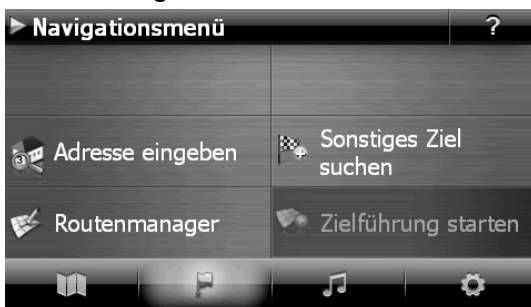 Navigationsmenü ?
Adresse eingeben
Sonstiges Ziel
suchen
Routenmanager
Zielführung starten